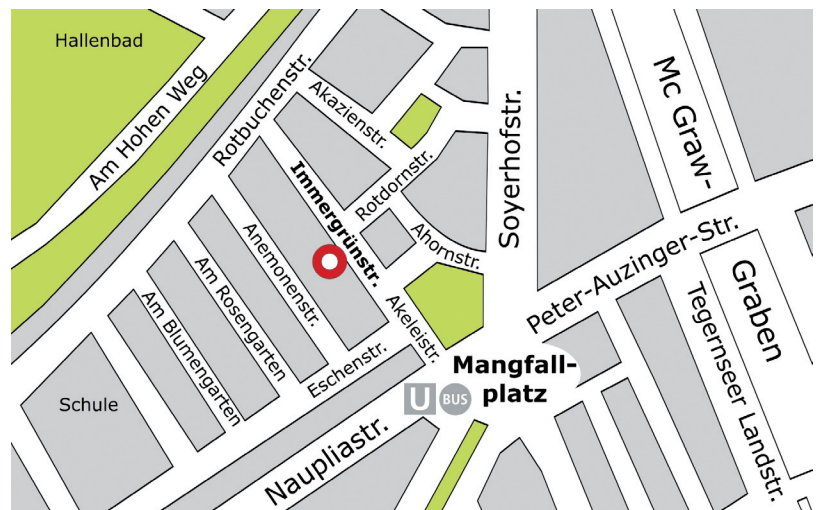 Hallenbad
Am Hohen Weg
Rotbuchenstr.
Akazienstr.
Rotdornstr.
Immergrünstr.
Ahornstr.
Soyerhofstr.
Mc Graw-
Graben
Peter-Auzinger-Str.
Tegernseer Landstr.
Anemonenstr.
Am Rosengarten
Am Blumengarten
Akeleistr.
Eschenstr.
Schule
Naupliastr.
Mangfall-
platz
U
BUS